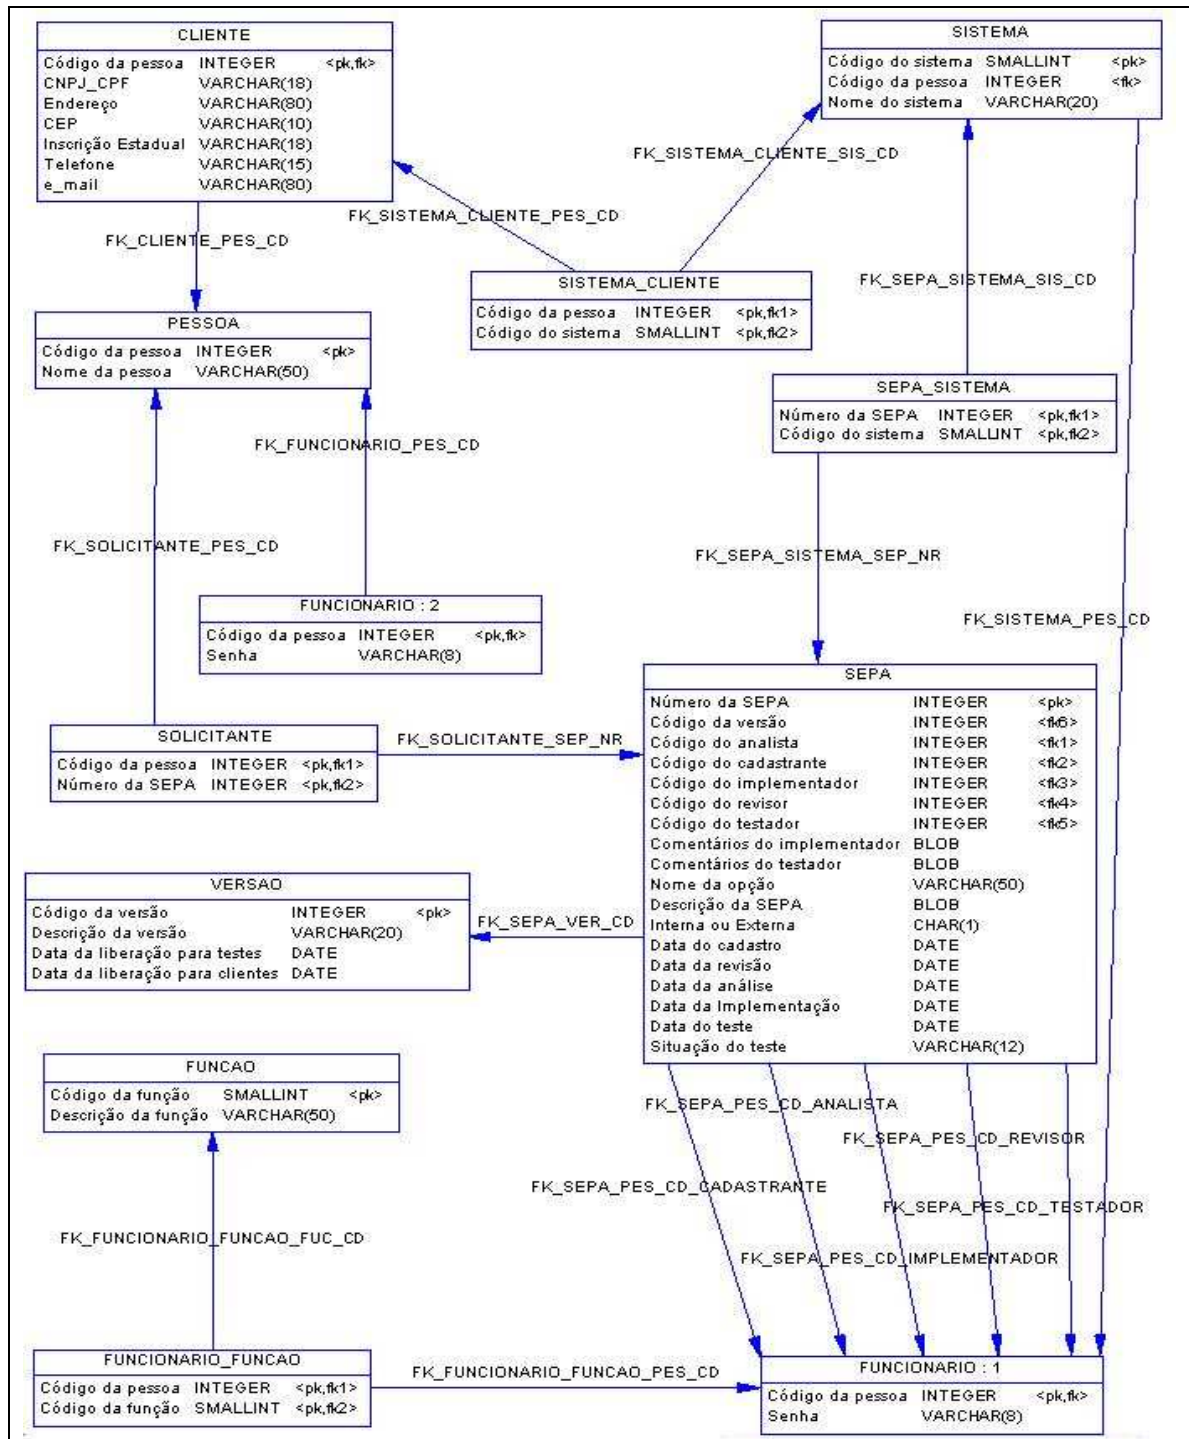 CLIENTE
Código da pessoa INTEGER <pk,fk>
CNPJ_CPF VARCHAR(18)
Endereço VARCHAR(80)
CEP VARCHAR(10)
Inscrição Estadual VARCHAR(18)
Telefone VARCHAR(15)
e_mail VARCHAR(80)
SISTEMA
Código do sistema SMALLINT <pk>
Código da pessoa INTEGER <fk>
Nome do sistema VARCHAR(20)
FK_SISTEMA_CLIENTE_SIS_CD
FK_SISTEMA_CLIENTE_PES_CD
FK_CLIENTE_PES_CD
SISTEMA_CLIENTE
Código da pessoa INTEGER <pk,fk1>
Código do sistema SMALLINT <pk,fk2>
FK_SEPA_SISTEMA_SIS_CD
PESSOA
Código da pessoa INTEGER <pk>
Nome da pessoa VARCHAR(50)
SEPA_SISTEMA
Número da SEPA INTEGER <pk,fk1>
Código do sistema SMALLINT <pk,fk2>
FK_FUNCIONARIO_PES_CD
FK_SOLICITANTE_PES_CD
FK_SEPA_SISTEMA_SEP_NR
FUNCIONARIO : 2
Código da pessoa INTEGER <pk,fk>
Senha VARCHAR(8)
FK_SISTEMA_PES_CD
SEPA
Número da SEPA INTEGER <pk>
Código da versão INTEGER <fk6>
Código do analista INTEGER <fk1>
Código do cadastrante INTEGER <fk2>
Código do implementador INTEGER <fk3>
Código do revisor INTEGER <fk4>
Código do testador INTEGER <fk5>
Comentários do implementador BLOB
Comentários do testador BLOB
Nome da opção VARCHAR(50)
Descrição da SEPA BLOB
Interna ou Externa CHAR(1)
Data do cadastro DATE
Data da revisão DATE
Data da análise DATE
Data da Implementação DATE
Data do teste DATE
Situação do teste VARCHAR(12)
SOLICITANTE
Código da pessoa INTEGER <pk,fk1>
Número da SEPA INTEGER <pk,fk2>
FK_SOLICITANTE_SEP_NR
VERSAO
Código da versão INTEGER <pk>
Descrição da versão VARCHAR(20)
Data da liberação para testes DATE
Data da liberação para clientes DATE
FK_SEPA_VER_CD
FUNCAO
Código da função SMALLINT <pk>
Descrição da função VARCHAR(50)
FK_SEPA_PES_CD_ANALISTA
FK_SEPA_PES_CD_REVISOR
FK_SEPA_PES_CD_CADASTRANTE
FK_SEPA_PES_CD_TESTADOR
FK_FUNCIONARIO_FUNCAO_FUC_CD
FK_SEPA_PES_CD_IMPLEMENTADOR
FUNCIONARIO_FUNCAO
Código da pessoa INTEGER <pk,fk1>
Código da função SMALLINT <pk,fk2>
FK_FUNCIONARIO_FUNCAO_PES_CD
FUNCIONARIO : 1
Código da pessoa INTEGER <pk,fk>
Senha VARCHAR(8)